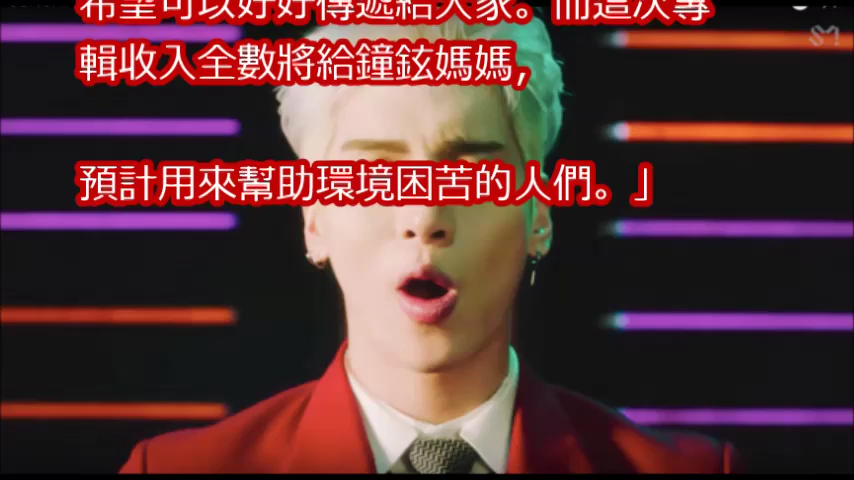 希望可以好好傳遞給大家。而這次專
輯收入全數將給鐘鉉媽媽，
預計用來幫助環境困苦的人們。」